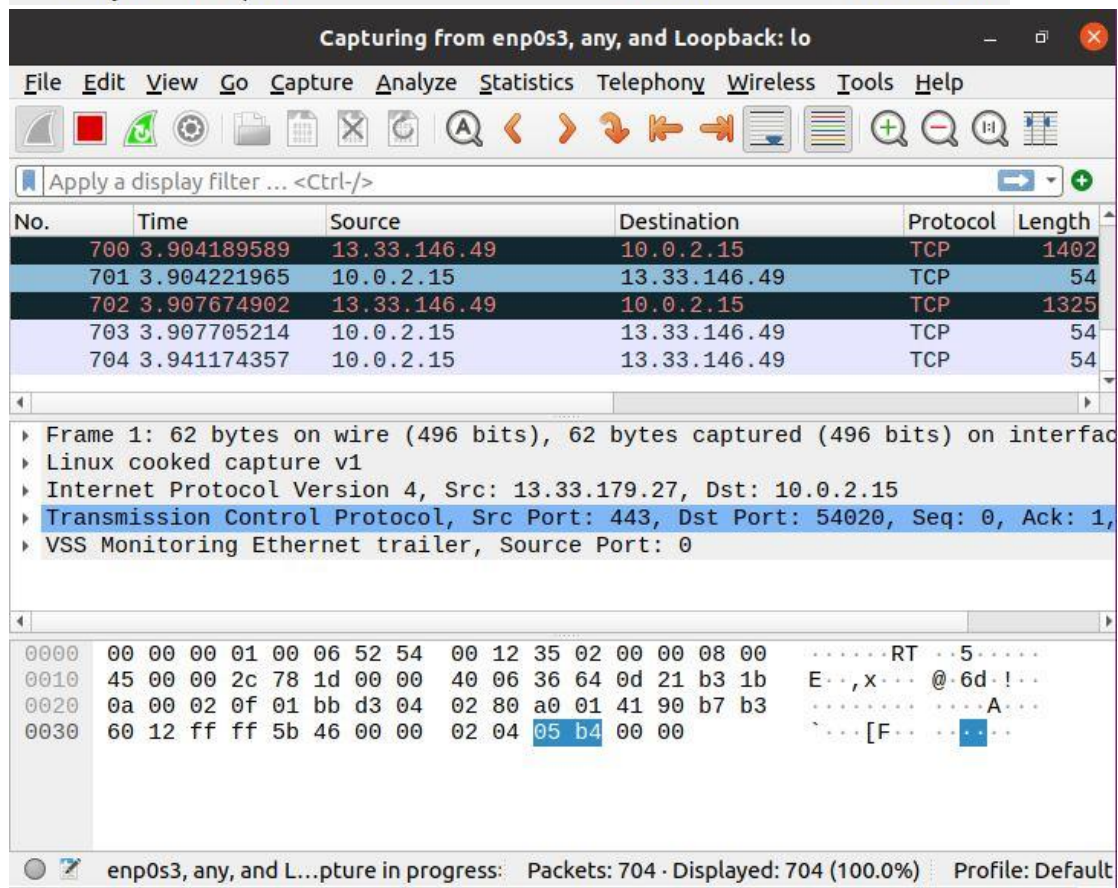 Capturing from enp0s3, any, and Loopback: lo
File Edit View Go Capture Analyze Statistics Telephony Wireless Tools Help
Apply a display filter … <Ctrl-/>
No. Time Source Destination Protocol Length
700 3.904189589 13.33.146.49 10.0.2.15 TCP 1402
701 3.904221965 10.0.2.15 13.33.146.49 TCP 54
702 3.907674902 13.33.146.49 10.0.2.15 TCP 1325
703 3.907705214 10.0.2.15 13.33.146.49 TCP 54
704 3.941174357 10.0.2.15 13.33.146.49 TCP 54
Frame 1: 62 bytes on wire (496 bits), 62 bytes captured (496 bits) on interfac
Linux cooked capture v1
Internet Protocol Version 4, Src: 13.33.179.27, Dst: 10.0.2.15
Transmission Control Protocol, Src Port: 443, Dst Port: 54020, Seq: 0, Ack: 1,
VSS Monitoring Ethernet trailer, Source Port: 0
0000 00 00 00 01 00 06 52 54 00 12 35 02 00 00 08 00 ······RT ··5·····
0010 45 00 00 2c 78 1d 00 00 40 06 36 64 0d 21 b3 1b E··,x··· @·6d·!··
0020 0a 00 02 0f 01 bb d3 04 02 80 a0 01 41 90 b7 b3 ········ ····A···
0030 60 12 ff ff 5b 46 00 00 02 04 05 b4 00 00 `···[F·· ······
enp0s3, any, and L…pture in progress: Packets: 704 · Displayed: 704 (100.0%) Profile: Default